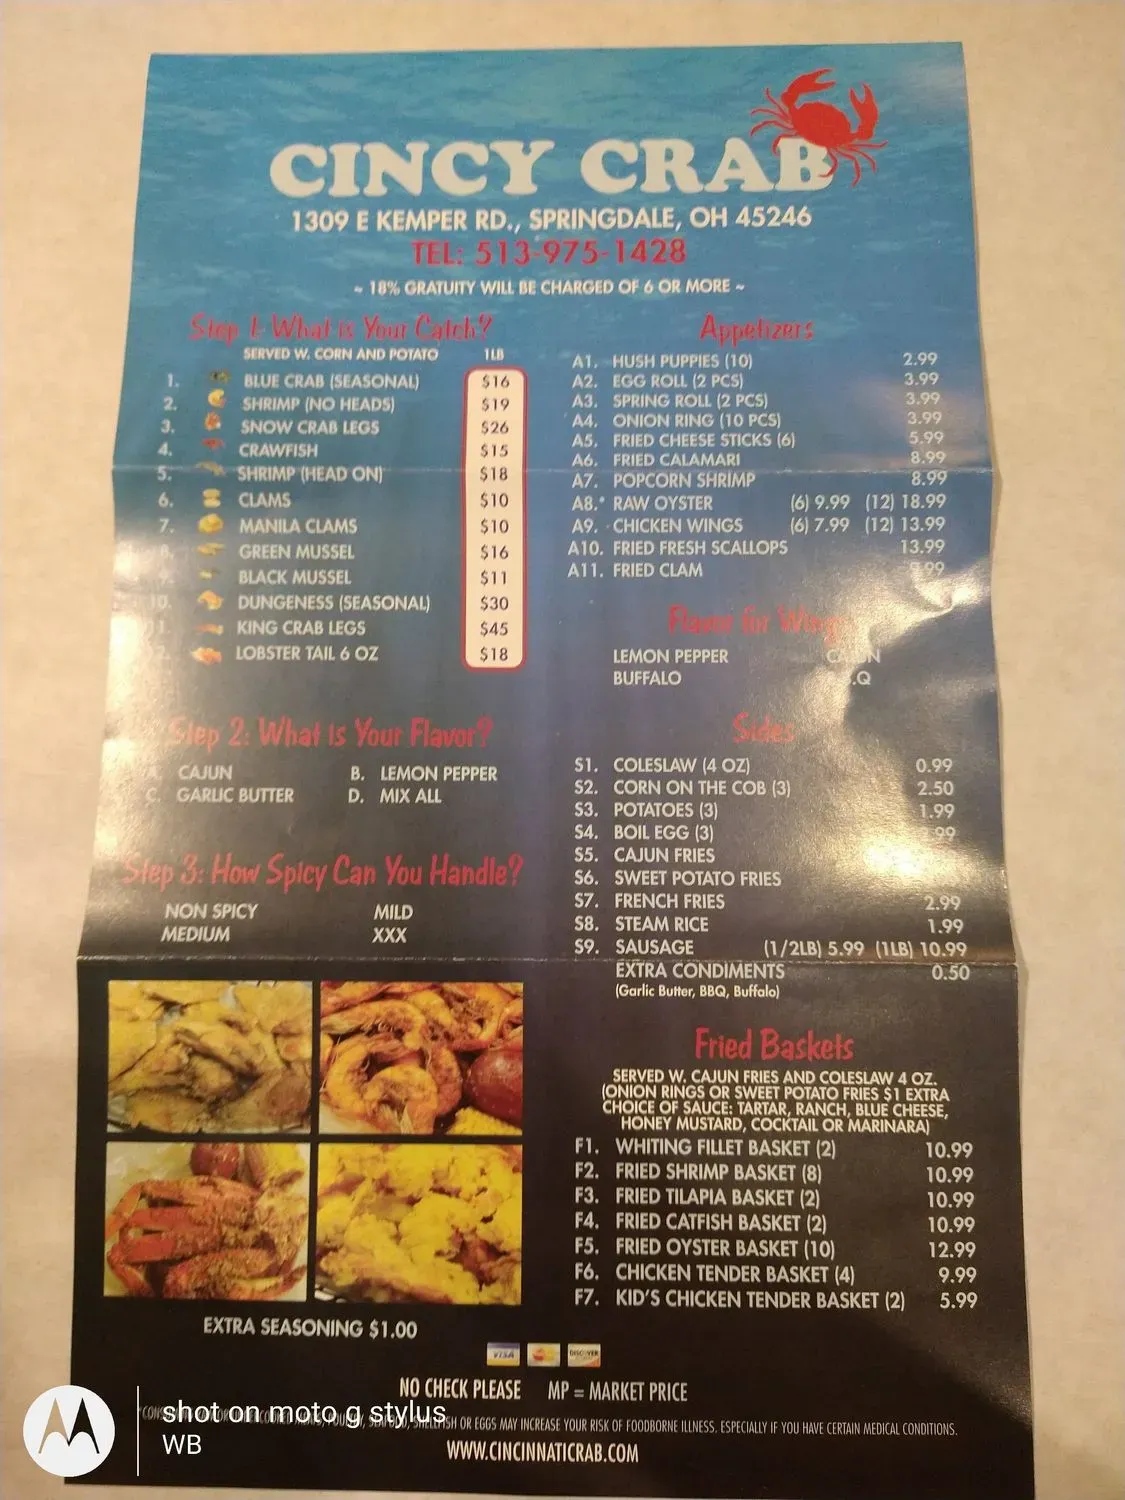 CINCY CRAB
1309 E KEMPER RD., SPRINGDALE, OH 45246
TEL: 513-975-1428
~ 18% GRATUITY WILL BE CHARGED OF 6 OR MORE ~
Step 1: What is Your Catch?
SERVED W. CORN AND POTATO 1LB
1. BLUE CRAB (SEASONAL) $16
2. SHRIMP (NO HEADS) $19
3. SNOW CRAB LEGS $26
4. CRAWFISH $15
5. SHRIMP (HEAD ON) $18
6. CLAMS $10
7. MANILA CLAMS $10
8. GREEN MUSSEL $16
9. BLACK MUSSEL $11
10. DUNGENESS (SEASONAL) $30
11. KING CRAB LEGS $45
12. LOBSTER TAIL 6 OZ $18
Step 2: What is Your Flavor?
A. CAJUN B. LEMON PEPPER
C. GARLIC BUTTER D. MIX ALL
Step 3: How Spicy Can You Handle?
NON SPICY MILD
MEDIUM XXX
EXTRA SEASONING $1.00
Appetizers
A1. HUSH PUPPIES (10) 2.99
A2. EGG ROLL (2 PCS) 3.99
A3. SPRING ROLL (2 PCS) 3.99
A4. ONION RING (10 PCS) 3.99
A5. FRIED CHEESE STICKS (6) 5.99
A6. FRIED CALAMARI 8.99
A7. POPCORN SHRIMP 8.99
A8.* RAW OYSTER (6) 9.99 (12) 18.99
A9. CHICKEN WINGS (6) 7.99 (12) 13.99
A10. FRIED FRESH SCALLOPS 13.99
A11. FRIED CLAM
Flavor for Wings
LEMON PEPPER CAJUN
BUFFALO
Sides
S1. COLESLAW (4 OZ) 0.99
S2. CORN ON THE COB (3) 2.50
S3. POTATOES (3) 1.99
S4. BOIL EGG (3)
S5. CAJUN FRIES
S6. SWEET POTATO FRIES
S7. FRENCH FRIES 2.99
S8. STEAM RICE 1.99
S9. SAUSAGE (1/2LB) 5.99 (1LB) 10.99
EXTRA CONDIMENTS 0.50
(Garlic Butter, BBQ, Buffalo)
Fried Baskets
SERVED W. CAJUN FRIES AND COLESLAW 4 OZ.
(ONION RINGS OR SWEET POTATO FRIES $1 EXTRA
CHOICE OF SAUCE: TARTAR, RANCH, BLUE CHEESE,
HONEY MUSTARD, COCKTAIL OR MARINARA)
F1. WHITING FILLET BASKET (2) 10.99
F2. FRIED SHRIMP BASKET (8) 10.99
F3. FRIED TILAPIA BASKET (2) 10.99
F4. FRIED CATFISH BASKET (2) 10.99
F5. FRIED OYSTER BASKET (10) 12.99
F6. CHICKEN TENDER BASKET (4) 9.99
F7. KID'S CHICKEN TENDER BASKET (2) 5.99
VISA DISCOVER
NO CHECK PLEASE MP = MARKET PRICE
OR EGGS MAY INCREASE YOUR RISK OF FOODBORNE ILLNESS. ESPECIALLY IF YOU HAVE CERTAIN MEDICAL CONDITIONS.
WWW.CINCINNATICRAB.COM
shot on moto g stylus
WB